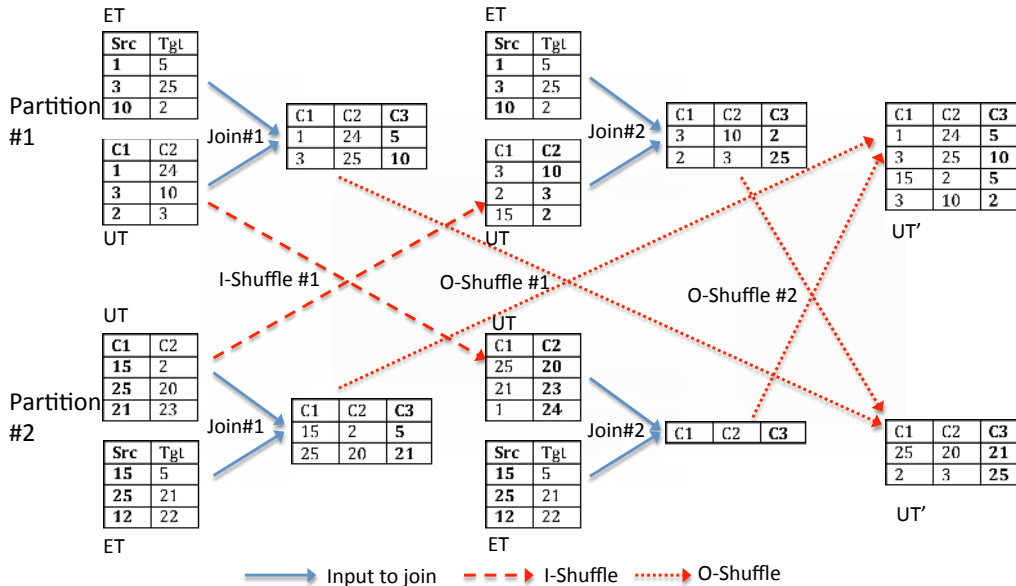 ET
Src Tgt
1 5
3 25
10 2
Partition #1
C1 C2
1 24
3 10
2 3
UT
Join#1
C1 C2 C3
1 24 5
3 25 10
ET
Src Tgt
1 5
3 25
10 2
C1 C2
3 10
2 3
15 2
UT
Join#2
C1 C2 C3
3 10 2
2 3 25
C1 C2 C3
1 24 5
3 25 10
15 2 5
3 10 2
UT'
I-Shuffle #1
O-Shuffle #1
O-Shuffle #2
UT
C1 C2
15 2
25 20
21 23
Partition #2
Src Tgt
15 5
25 21
12 22
ET
Join#1
C1 C2 C3
15 2 5
25 20 21
UT
C1 C2
25 20
21 23
1 24
Src Tgt
15 5
25 21
12 22
ET
Join#2
C1 C2 C3
C1 C2 C3
25 20 21
2 3 25
UT'
Input to join
I-Shuffle
O-Shuffle